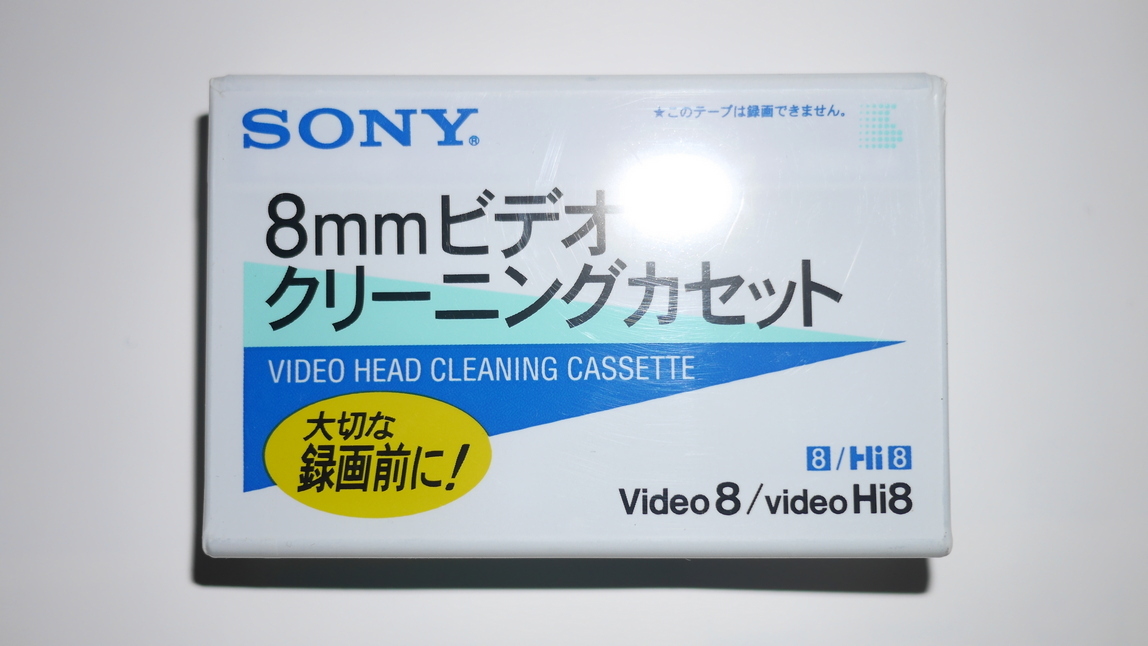 SONY®
★このテープは録画できません。
8mmビデオ
クリーニングカセット
VIDEO HEAD CLEANING CASSETTE
大切な
録画前に!
8/Hi8
Video 8/video Hi8